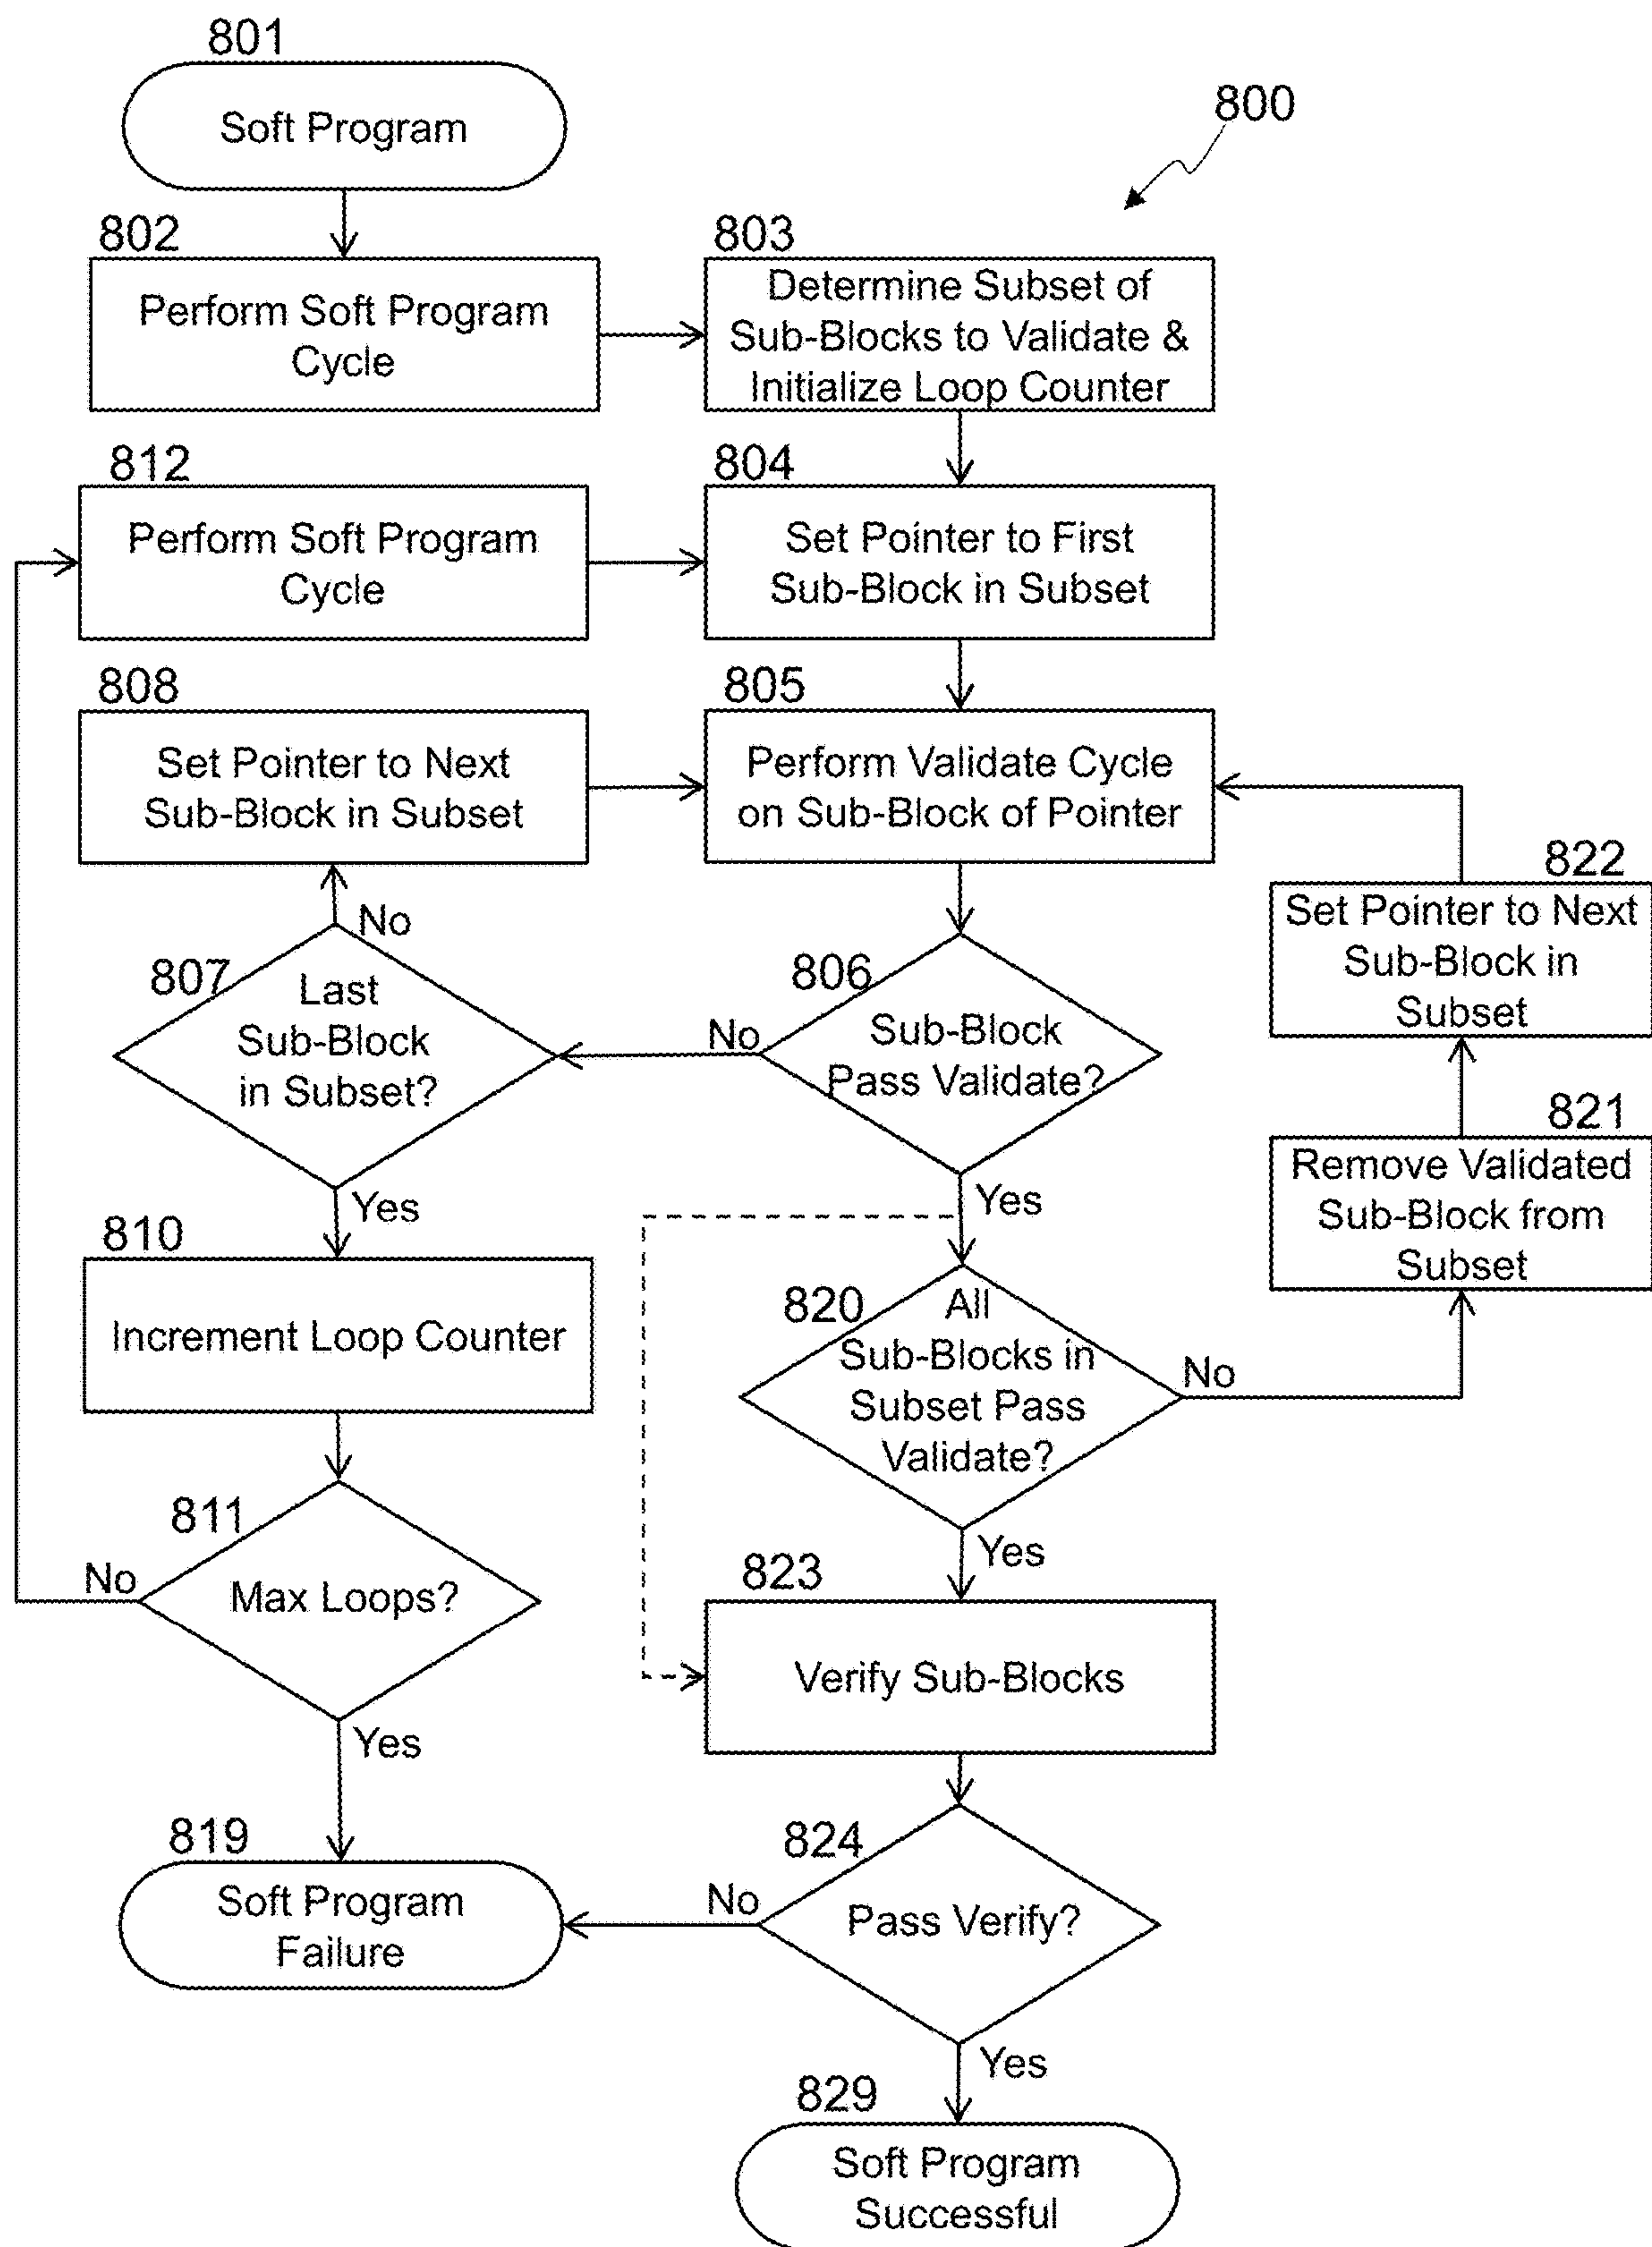 801
Soft Program
800
802
Perform Soft Program
Cycle
803
Determine Subset of
Sub-Blocks to Validate &
Initialize Loop Counter
812
Perform Soft Program
Cycle
804
Set Pointer to First
Sub-Block in Subset
808
Set Pointer to Next
Sub-Block in Subset
805
Perform Validate Cycle
on Sub-Block of Pointer
822
Set Pointer to Next
Sub-Block in
Subset
No
807
Last
Sub-Block
in Subset?
No
806
Sub-Block
Pass Validate?
821
Remove Validated
Sub-Block from
Subset
Yes
Yes
810
Increment Loop Counter
820
All
Sub-Blocks in
Subset Pass
Validate?
No
811
Max Loops?
No
Yes
Yes
823
Verify Sub-Blocks
819
Soft Program
Failure
No
824
Pass Verify?
Yes
829
Soft Program
Successful